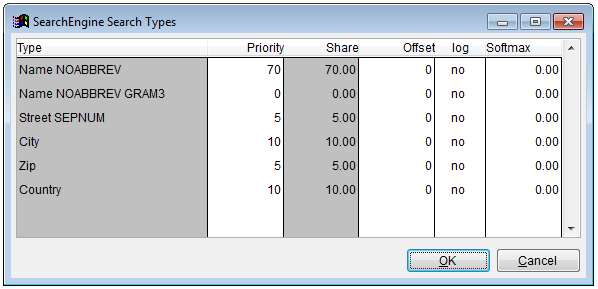 SearchEngine Search Types
Type Priority Share Offset log Softmax
Name NOABBREV 70 70.00 0 no 0.00
Name NOABBREV GRAM3 0 0.00 0 no 0.00
Street SEPNUM 5 5.00 0 no 0.00
City 10 10.00 0 no 0.00
Zip 5 5.00 0 no 0.00
Country 10 10.00 0 no 0.00
OK Cancel